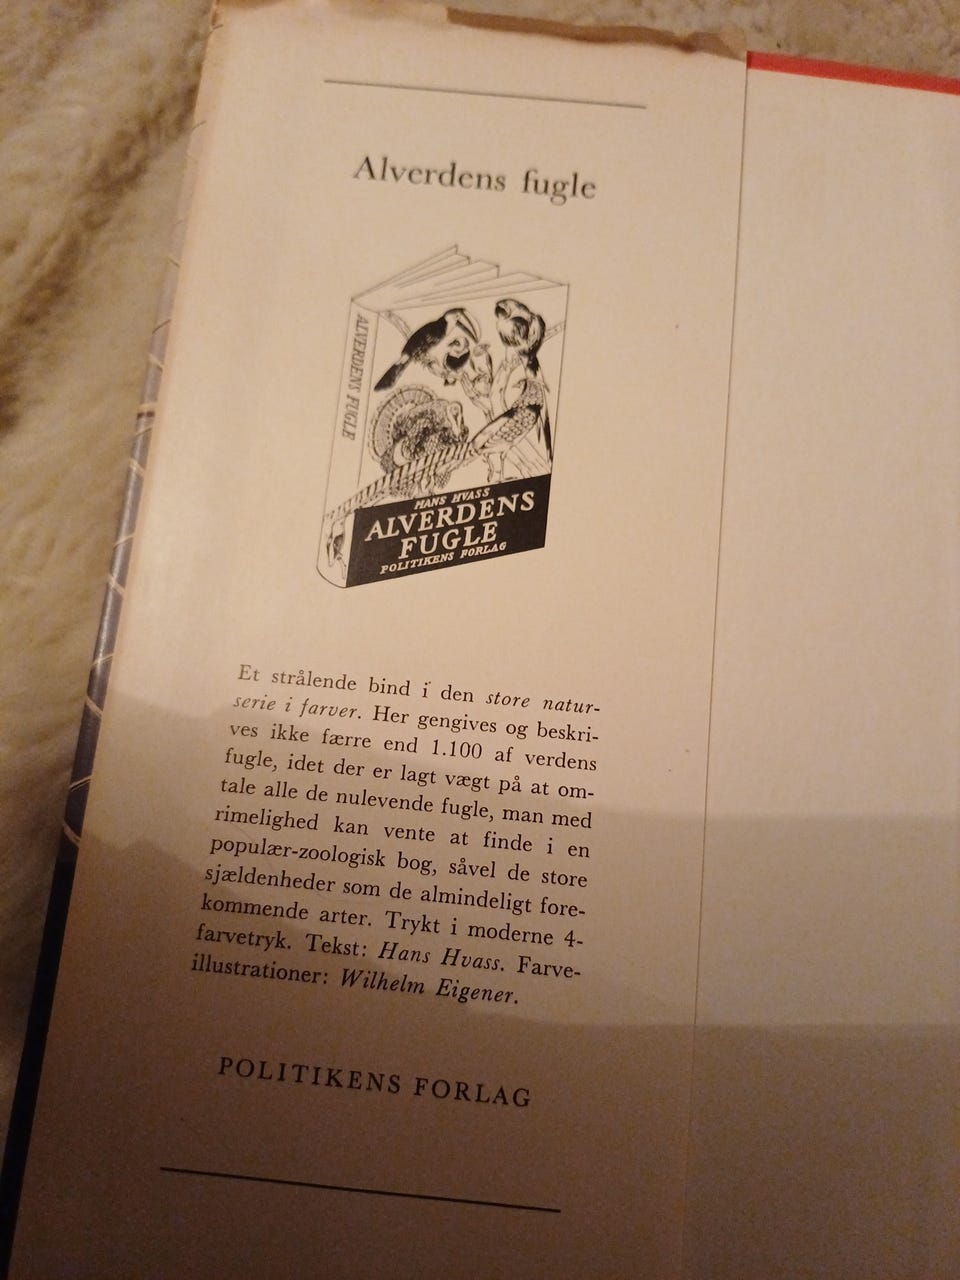 Alverdens fugle
ALVERDENS FUGLE
HANS HVASS
ALVERDENS
FUGLE
POLITIKENS FORLAG
Et strålende bind i den store natur-
serie i farver. Her gengives og beskri-
ves ikke færre end 1.100 af verdens
fugle, idet der er lagt vægt på at om-
tale alle de nulevende fugle, man med
rimelighed kan vente at finde i en
populær-zoologisk bog, såvel de store
sjældenheder som de almindeligt fore-
kommende arter. Trykt i moderne 4-
farvetryk. Tekst: Hans Hvass. Farve-
illustrationer: Wilhelm Eigener.
POLITIKENS FORLAG